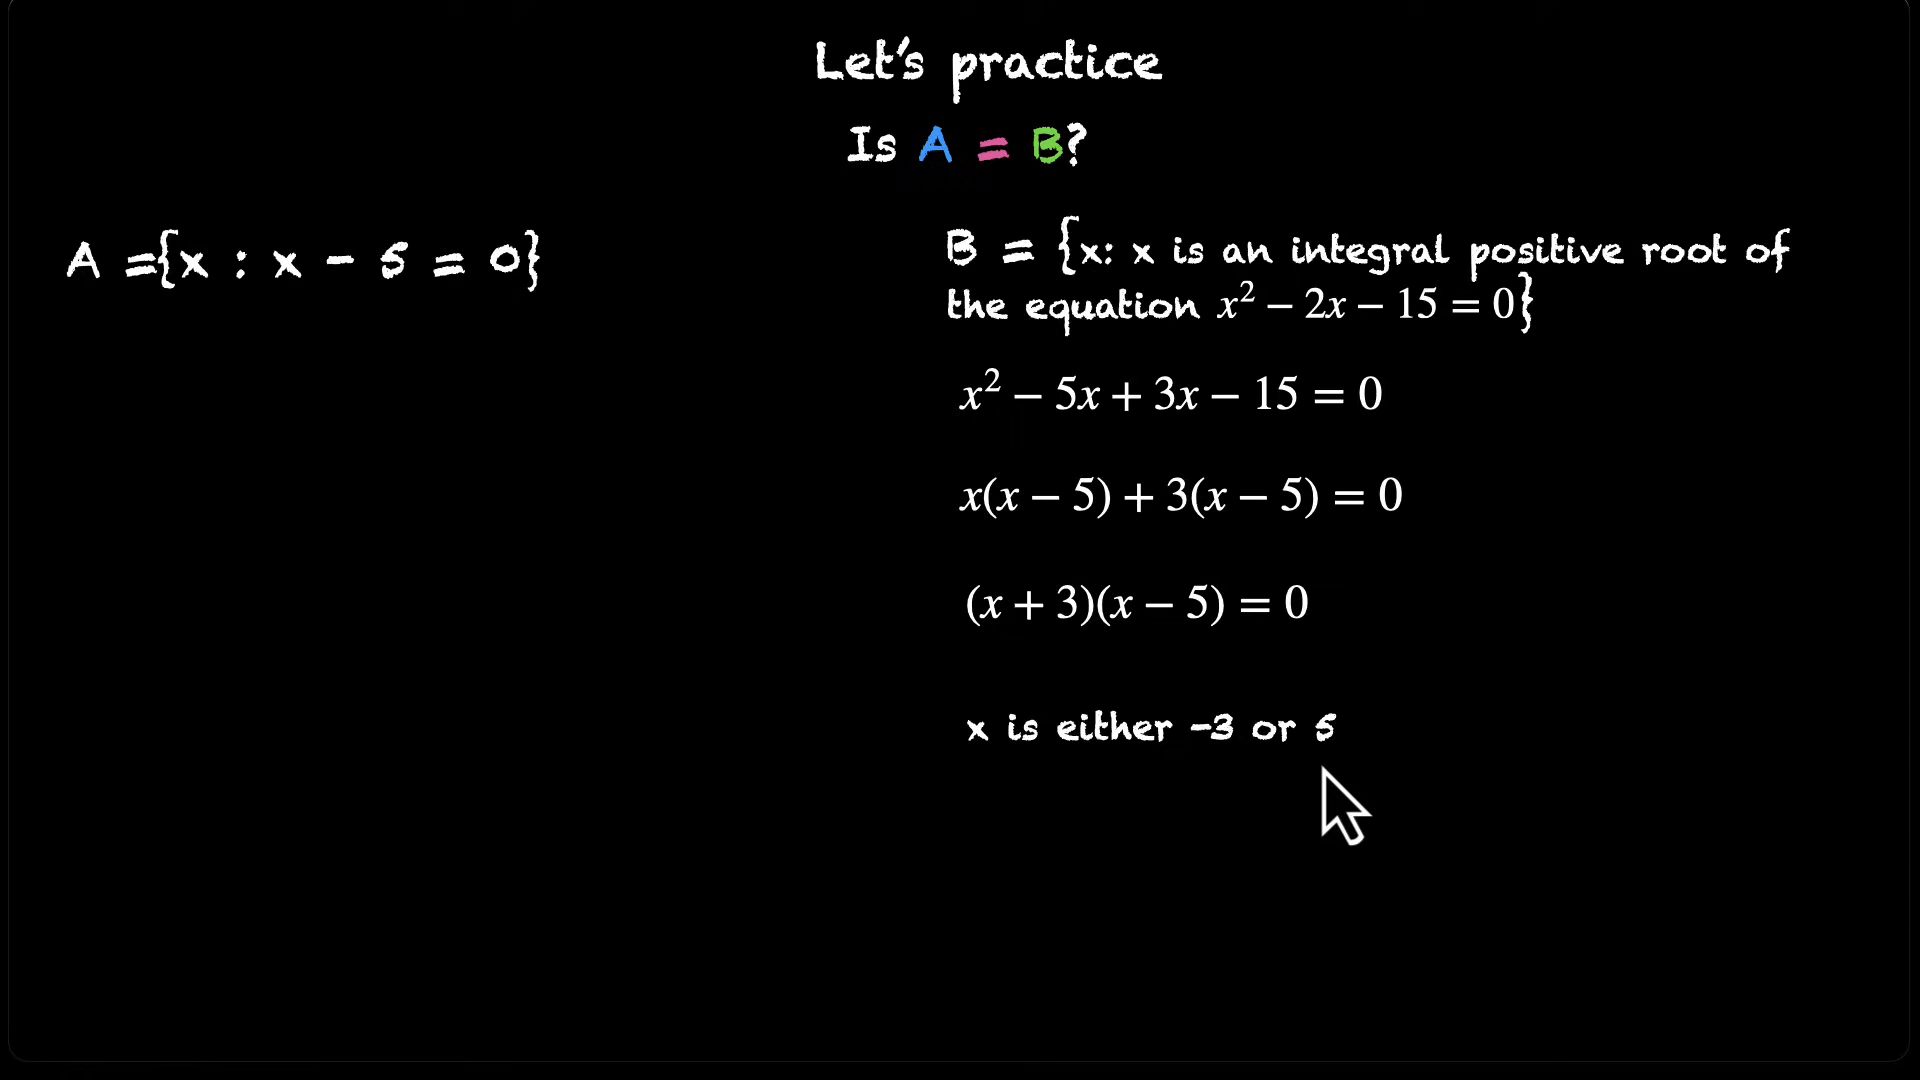 Let's practice
Is A = B?
A ={x : x - 5 = 0}
B = {x: x is an integral positive root of
the equation x² − 2x − 15 = 0}
x² − 5x + 3x − 15 = 0
x(x − 5) + 3(x − 5) = 0
(x + 3)(x − 5) = 0
x is either -3 or 5